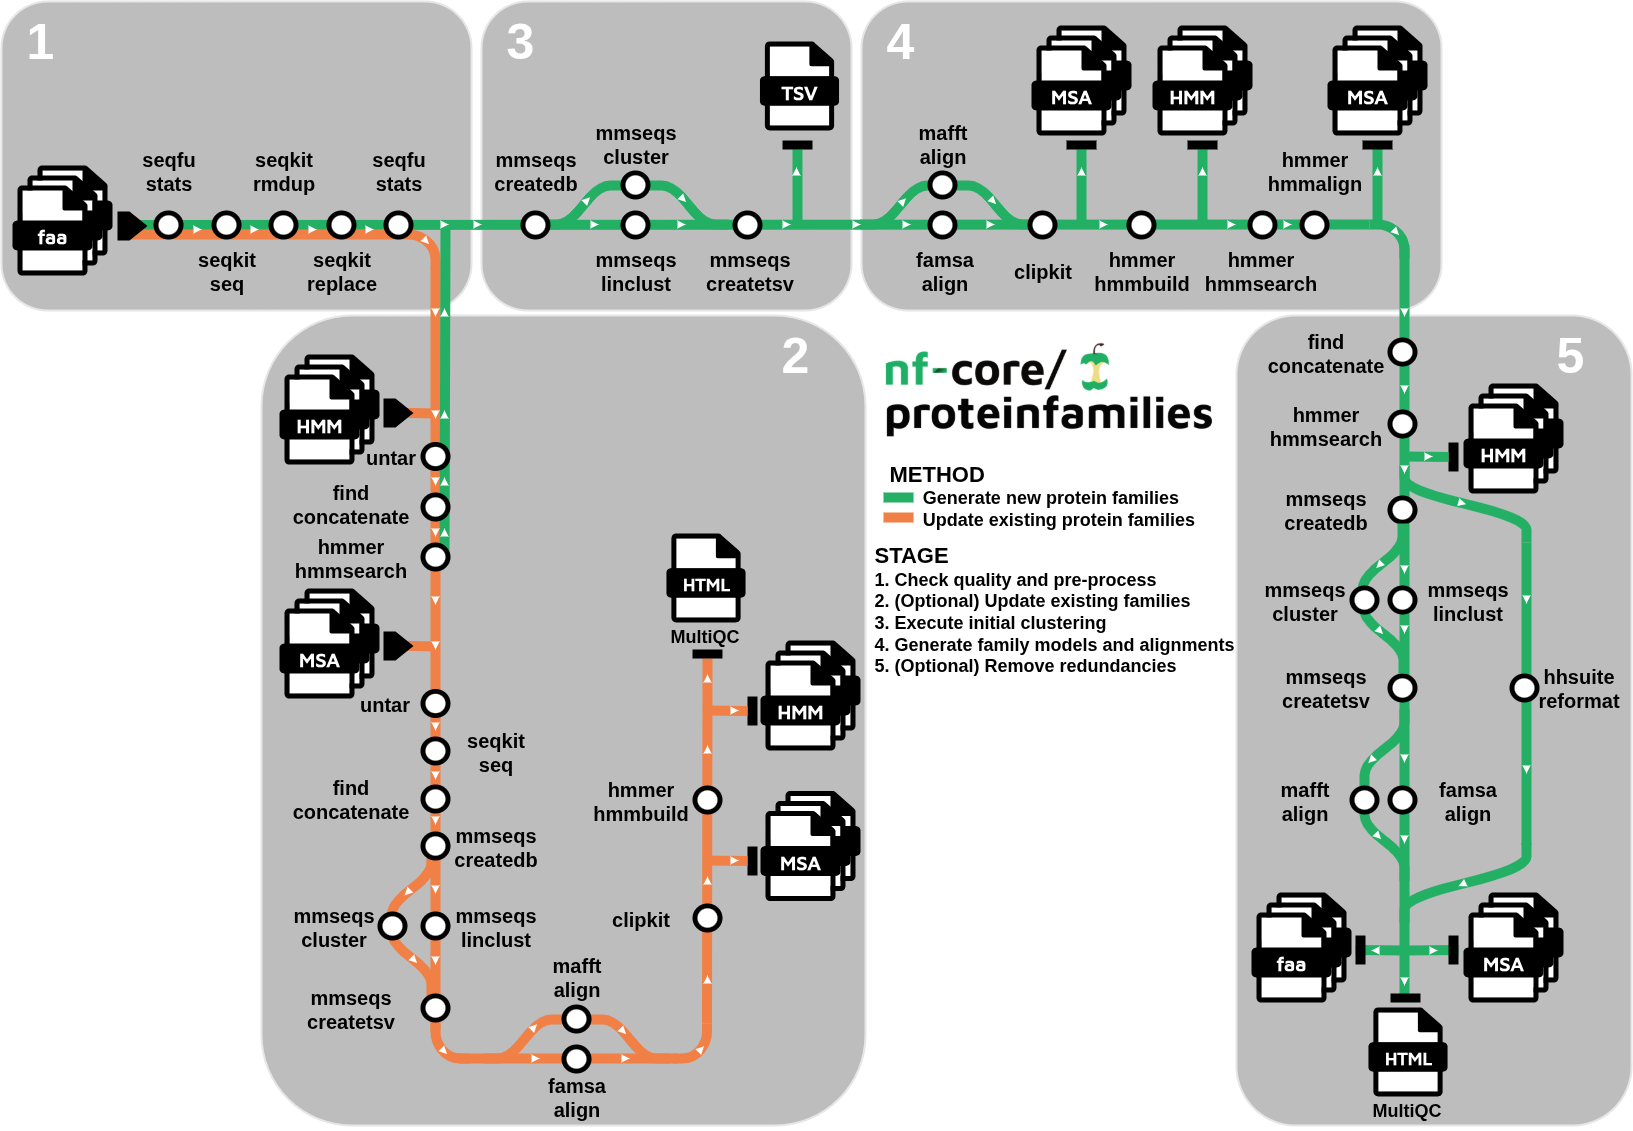 1
seqfu
stats
seqkit
rmdup
seqfu
stats
faa
seqkit
seq
seqkit
replace
3
TSV
mmseqs
createdb
mmseqs
cluster
mmseqs
linclust
mmseqs
createtsv
4
MSA
HMM
MSA
mafft
align
hmmer
hmmalign
famsa
align
clipkit
hmmer
hmmbuild
hmmer
hmmsearch
2
HMM
untar
find
concatenate
hmmer
hmmsearch
MSA
untar
seqkit
seq
find
concatenate
mmseqs
createdb
mmseqs
cluster
mmseqs
linclust
mmseqs
createtsv
mafft
align
famsa
align
clipkit
MSA
hmmer
hmmbuild
HMM
HTML
MultiQC
nf-core/
proteinfamilies
METHOD
Generate new protein families
Update existing protein families
STAGE
1. Check quality and pre-process
2. (Optional) Update existing families
3. Execute initial clustering
4. Generate family models and alignments
5. (Optional) Remove redundancies
5
find
concatenate
hmmer
hmmsearch
HMM
mmseqs
createdb
mmseqs
cluster
mmseqs
linclust
mmseqs
createtsv
hhsuite
reformat
mafft
align
famsa
align
faa
MSA
HTML
MultiQC